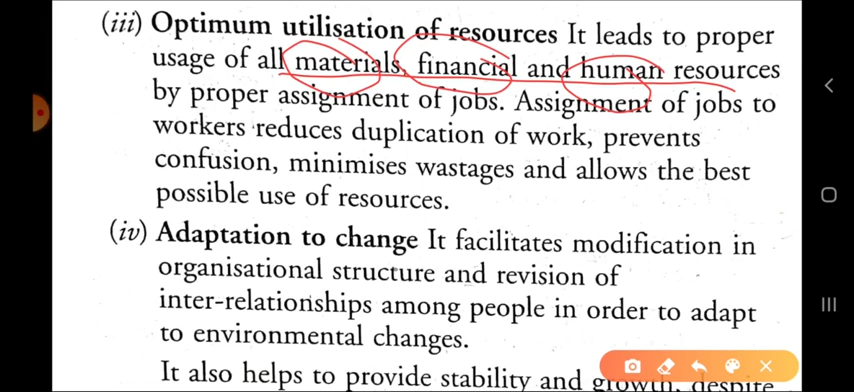 (iii) Optimum utilisation of resources It leads to proper
usage of all materials, financial and human resources
by proper assignment of jobs. Assignment of jobs to
workers reduces duplication of work, prevents
confusion, minimises wastages and allows the best
possible use of resources.
(iv) Adaptation to change It facilitates modification in
organisational structure and revision of
inter-relationships among people in order to adapt
to environmental changes.
It also helps to provide stability and growth, despite